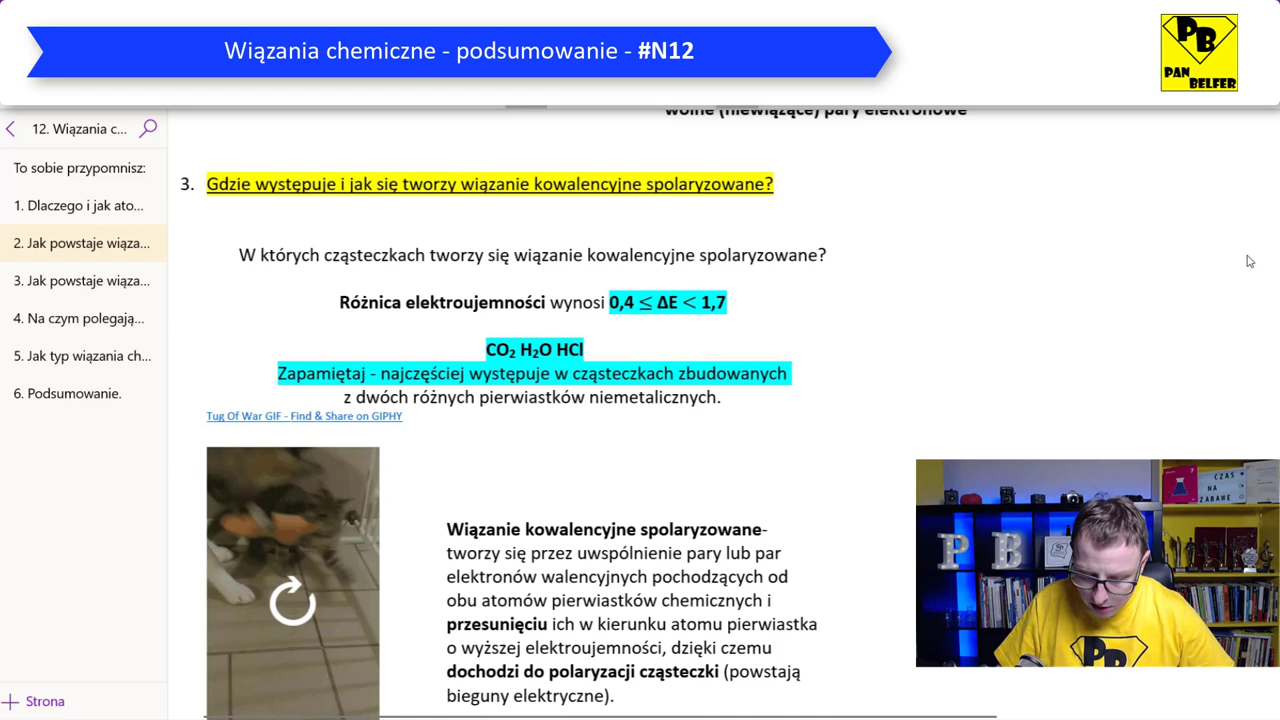 Wiązania chemiczne - podsumowanie - #N12
PB
PAN
BELFER
12. Wiązania c...
To sobie przypomnisz:
1. Dlaczego i jak ato...
2. Jak powstaje wiąza...
3. Jak powstaje wiąza...
4. Na czym polegają...
5. Jak typ wiązania ch...
6. Podsumowanie.
Strona
wolne (niewiążące) pary elektronowe
3. Gdzie występuje i jak się tworzy wiązanie kowalencyjne spolaryzowane?
W których cząsteczkach tworzy się wiązanie kowalencyjne spolaryzowane?
Różnica elektroujemności wynosi 0,4 ≤ ΔE < 1,7
CO₂ H₂O HCl
Zapamiętaj - najczęściej występuje w cząsteczkach zbudowanych
z dwóch różnych pierwiastków niemetalicznych.
Tug Of War GIF - Find & Share on GIPHY
Wiązanie kowalencyjne spolaryzowane-
tworzy się przez uwspólnienie pary lub par
elektronów walencyjnych pochodzących od
obu atomów pierwiastków chemicznych i
przesunięciu ich w kierunku atomu pierwiastka
o wyższej elektroujemności, dzięki czemu
dochodzi do polaryzacji cząsteczki (powstają
bieguny elektryczne).
P B
CZAS
NA
ZABAWĘ
PB